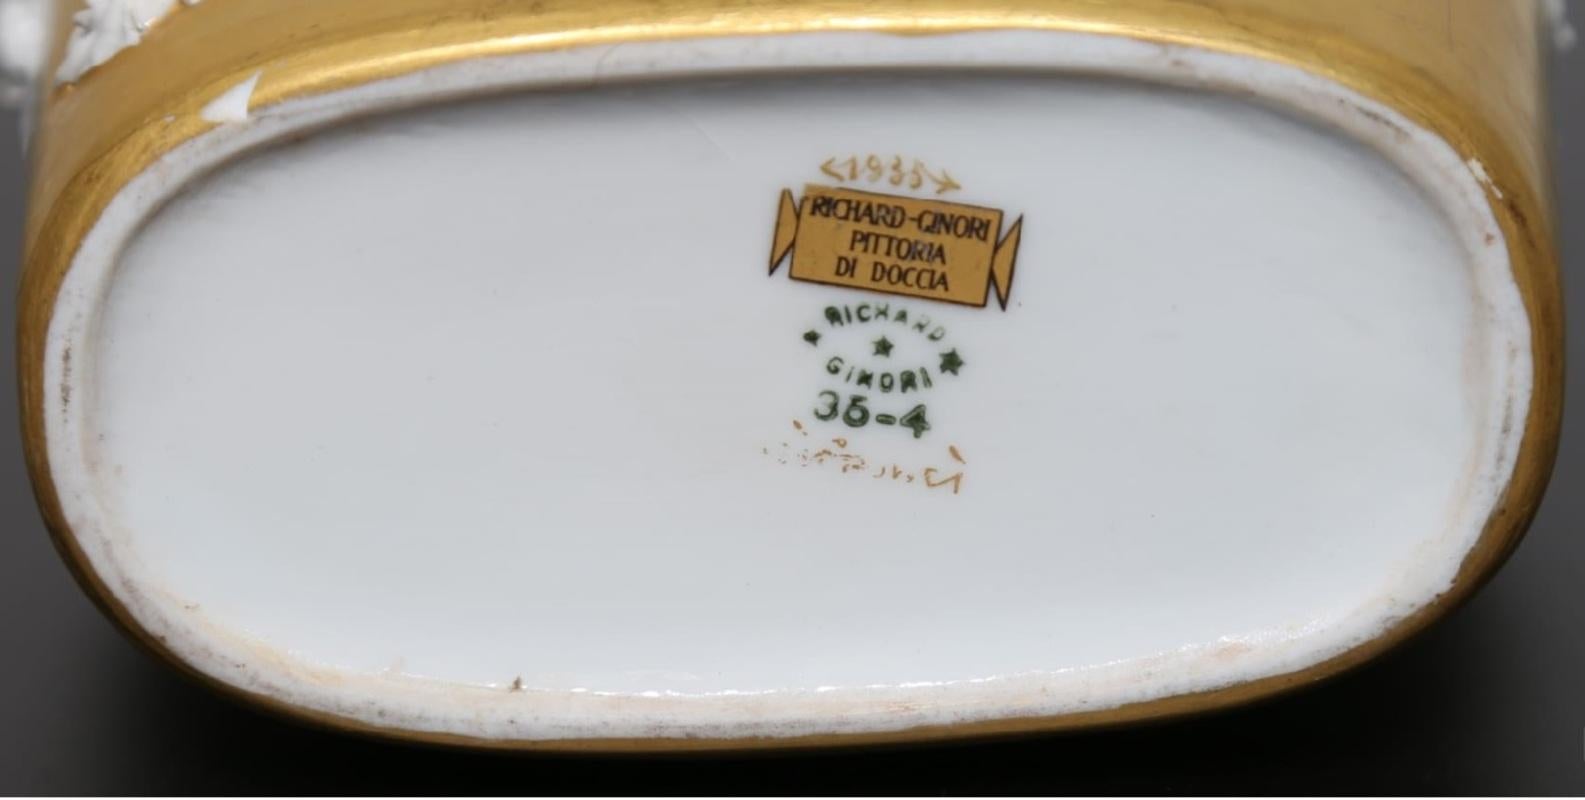 <1935>
RICHARD-GINORI
PITTORIA
DI DOCCIA
RICHARD
GINORI
35-4